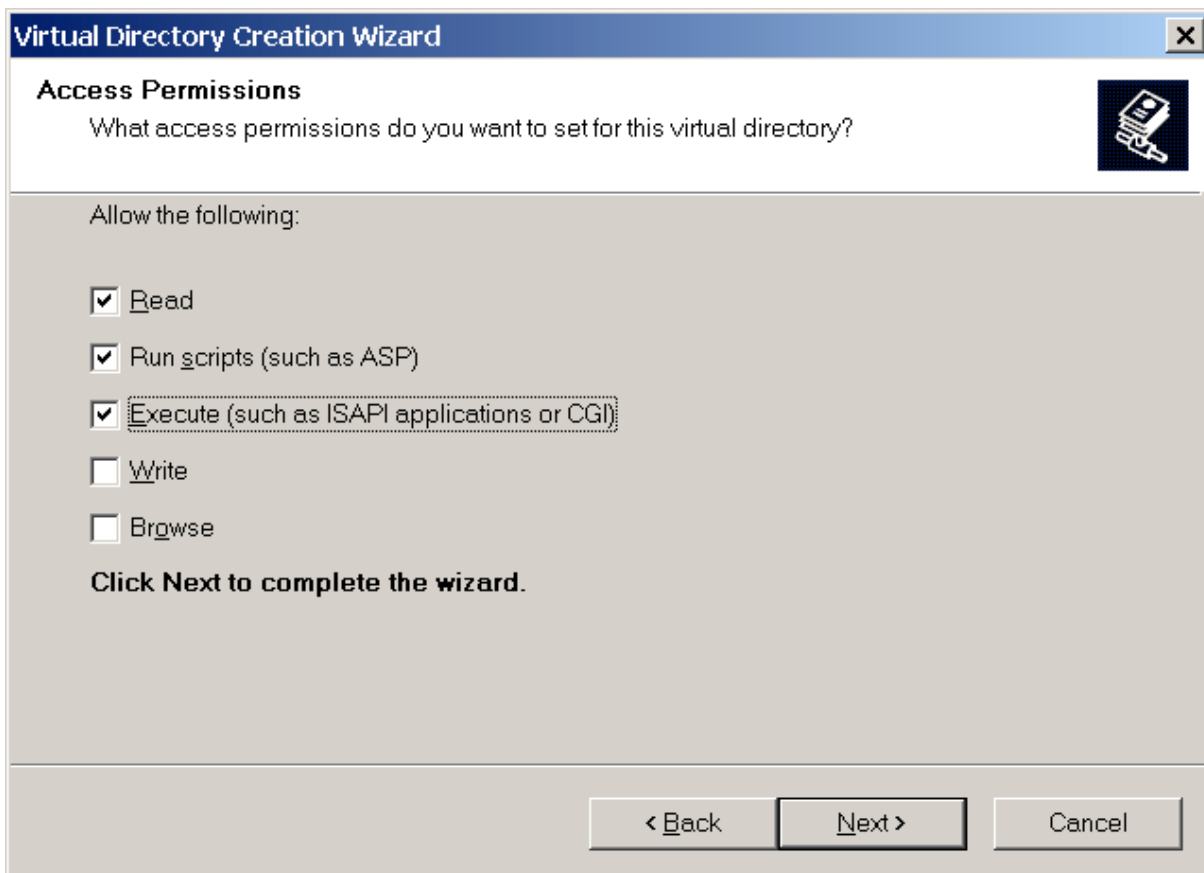 Virtual Directory Creation Wizard
Access Permissions
What access permissions do you want to set for this virtual directory?
Allow the following:
Read
Run scripts (such as ASP)
Execute (such as ISAPI applications or CGI)
Write
Browse
Click Next to complete the wizard.
< Back
Next >
Cancel